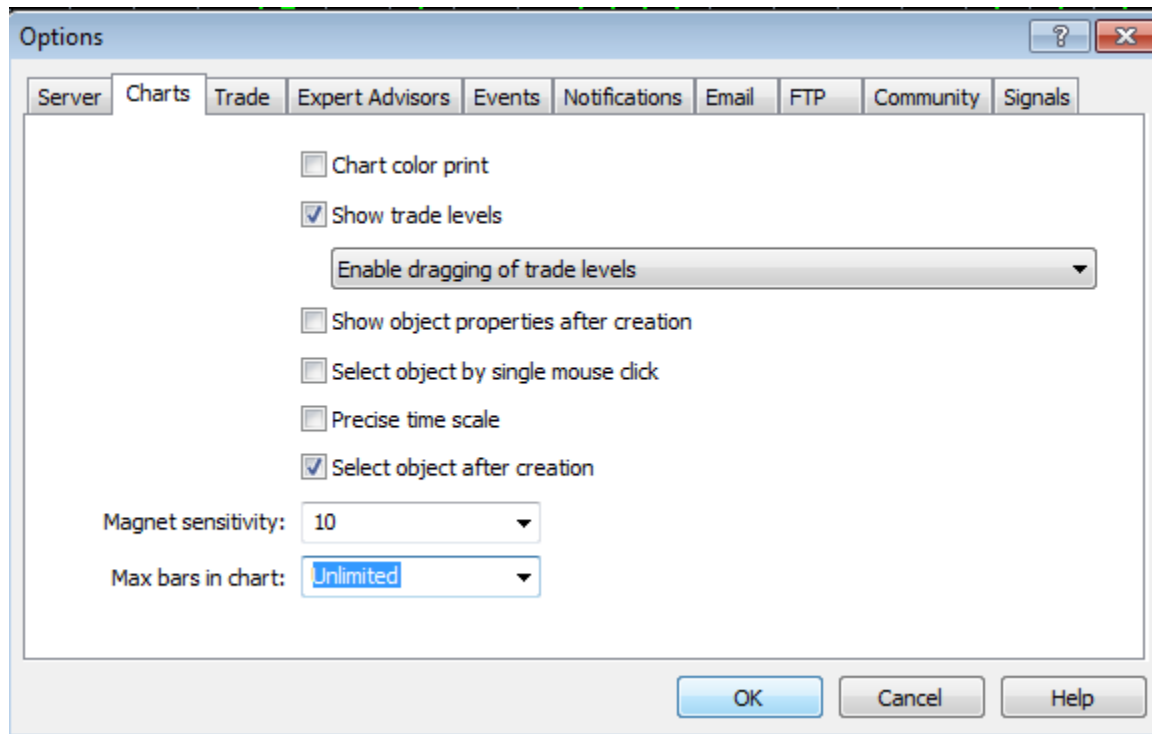 Options
Server Charts Trade Expert Advisors Events Notifications Email FTP Community Signals
Chart color print
Show trade levels
Enable dragging of trade levels
Show object properties after creation
Select object by single mouse click
Precise time scale
Select object after creation
Magnet sensitivity: 10
Max bars in chart: Unlimited
OK Cancel Help